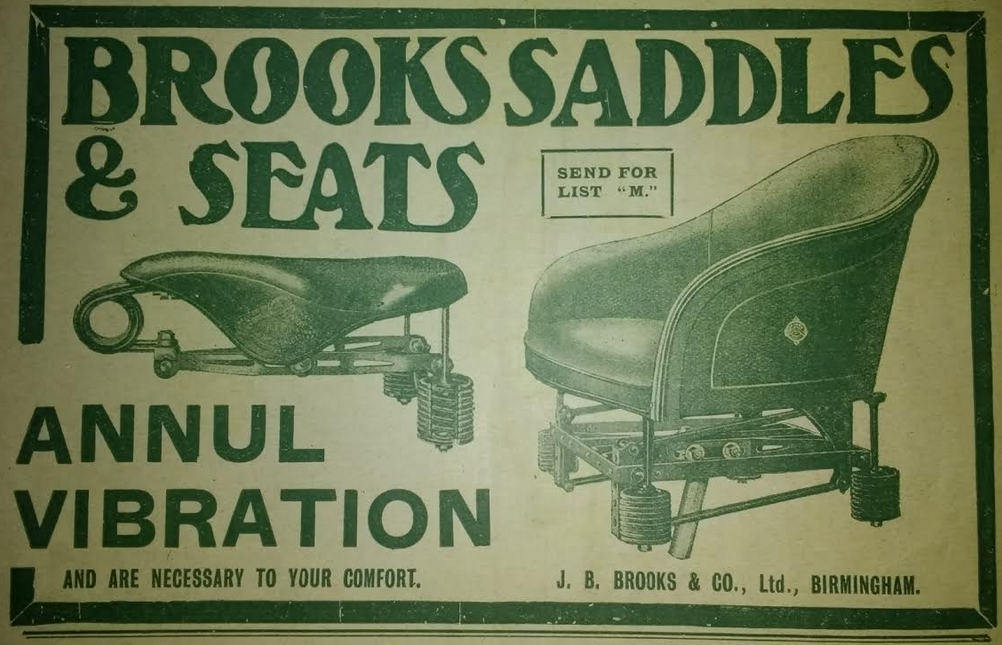 BROOKS SADDLES
& SEATS
SEND FOR
LIST "M."
ANNUL
VIBRATION
AND ARE NECESSARY TO YOUR COMFORT.
J. B. BROOKS & CO., Ltd., BIRMINGHAM.